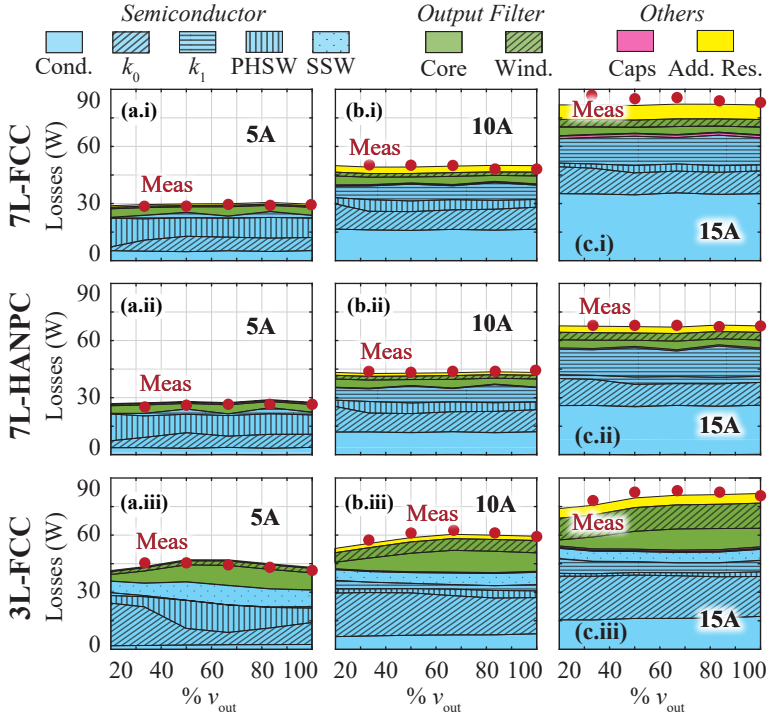 Semiconductor Output Filter Others
Cond. k0 k1 PHSW SSW Core Wind. Caps Add. Res.
7L-FCC
Losses (W)
90
60
30
0
(a.i)
5A
Meas
(b.i)
10A
Meas
Meas
(c.i)
15A
7L-HANPC
Losses (W)
90
60
30
0
(a.ii)
5A
Meas
(b.ii)
10A
Meas
Meas
(c.ii)
15A
3L-FCC
Losses (W)
90
60
30
0
(a.iii)
5A
Meas
(b.iii)
10A
Meas
Meas
(c.iii)
15A
20 40 60 80 100 20 40 60 80 100 20 40 60 80 100
% vout % vout % vout